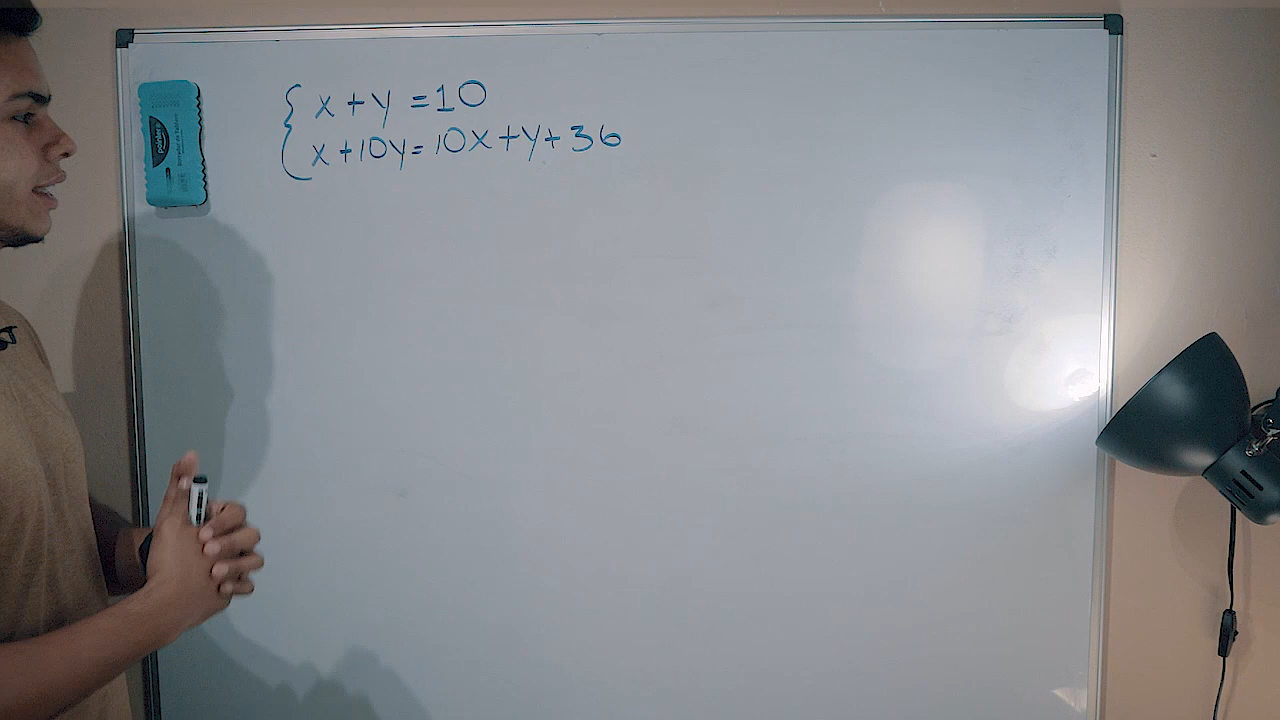 x + y = 10
x + 10y = 10x + y + 36